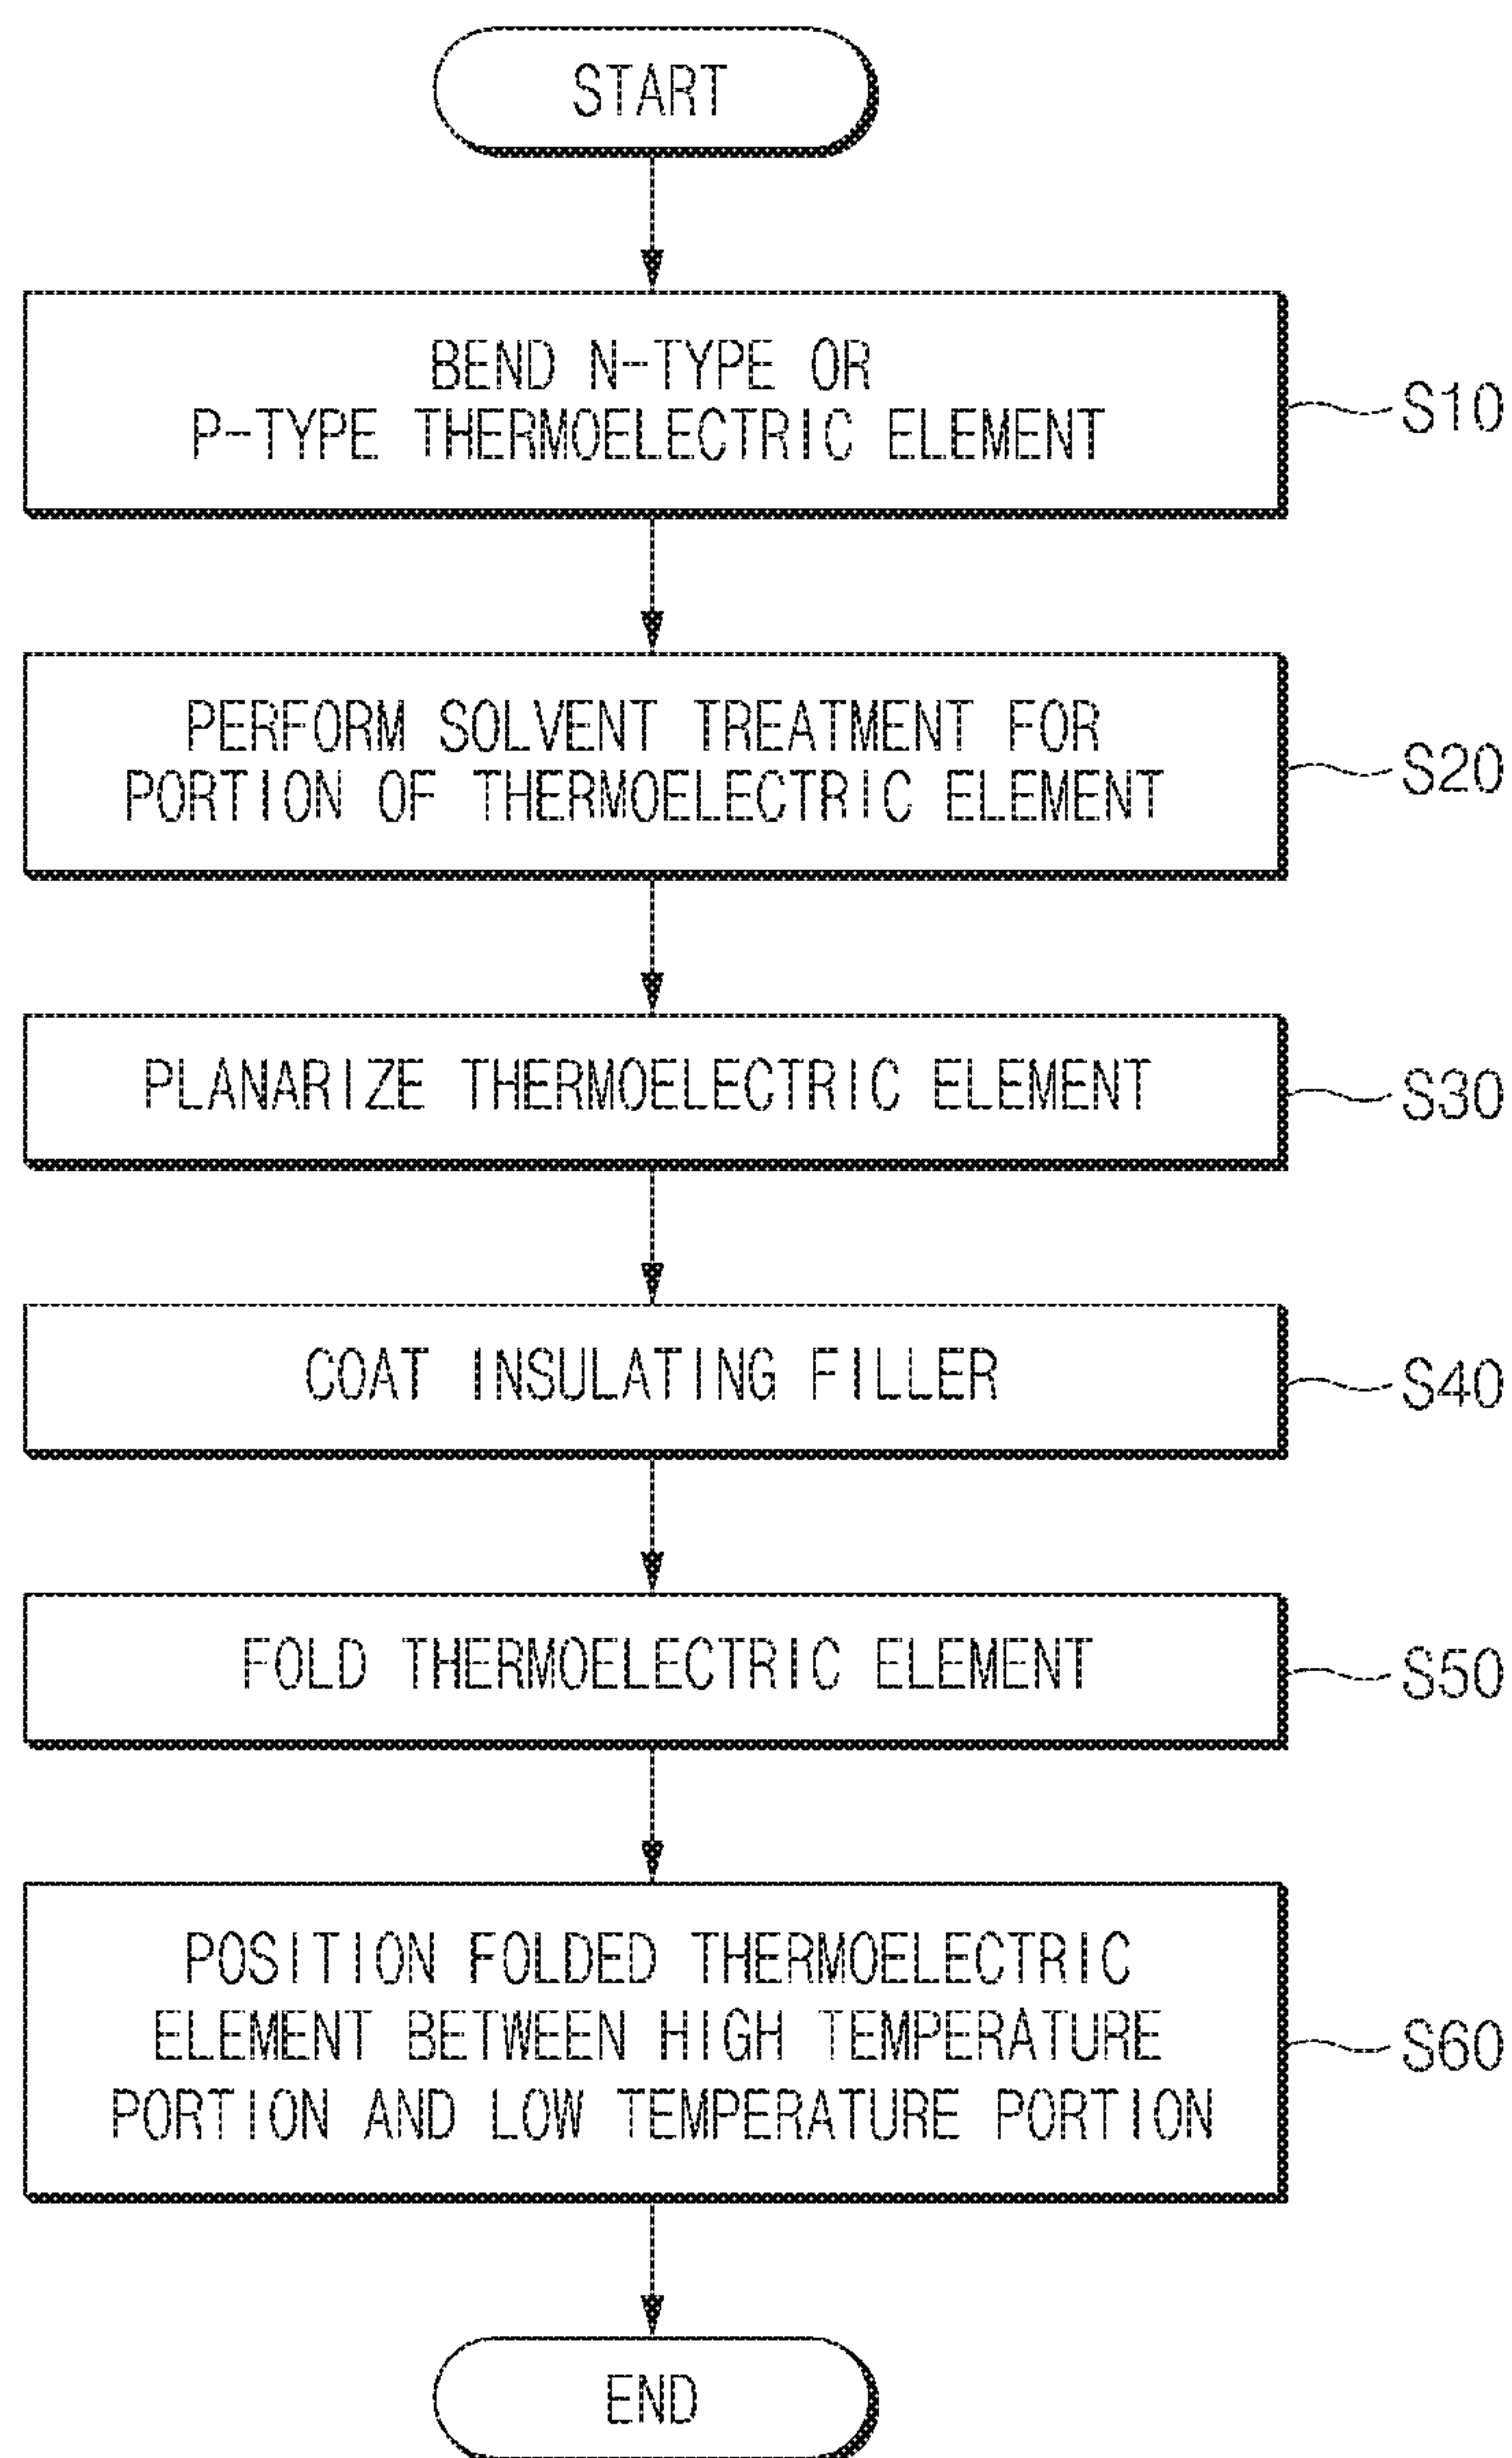 START
BEND N-TYPE OR
P-TYPE THERMOELECTRIC ELEMENT
S10
PERFORM SOLVENT TREATMENT FOR
PORTION OF THERMOELECTRIC ELEMENT
S20
PLANARIZE THERMOELECTRIC ELEMENT
S30
COAT INSULATING FILLER
S40
FOLD THERMOELECTRIC ELEMENT
S50
POSITION FOLDED THERMOELECTRIC
ELEMENT BETWEEN HIGH TEMPERATURE
PORTION AND LOW TEMPERATURE PORTION
S60
END